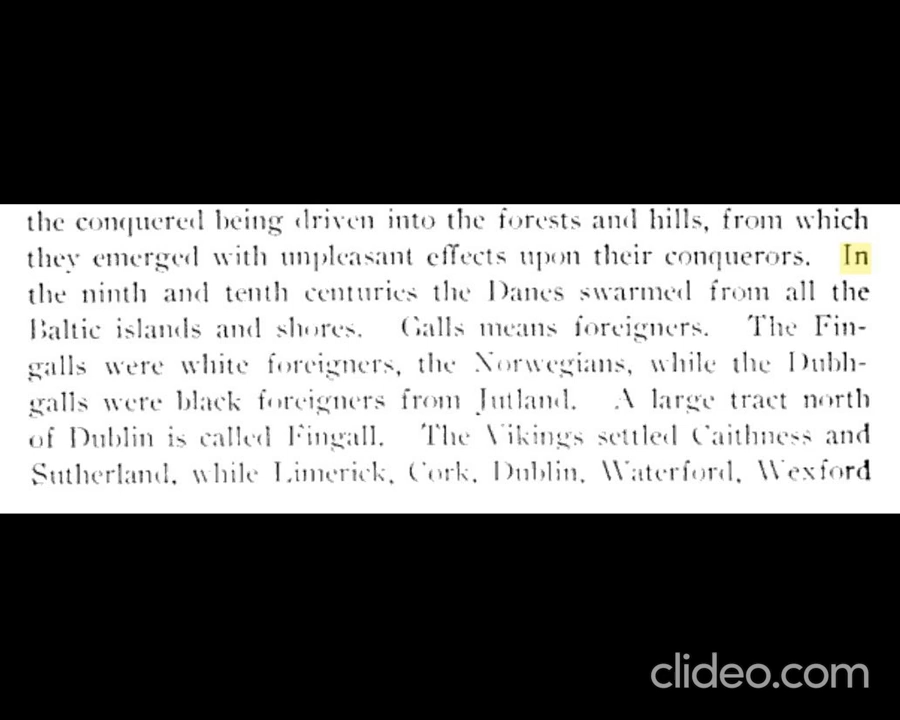 the conquered being driven into the forests and hills, from which
they emerged with unpleasant effects upon their conquerors. In
the ninth and tenth centuries the Danes swarmed from all the
Baltic islands and shores. Galls means foreigners. The Fin-
galls were white foreigners, the Norwegians, while the Dubh-
galls were black foreigners from Jutland. A large tract north
of Dublin is called Fingall. The Vikings settled Caithness and
Sutherland, while Limerick, Cork, Dublin, Waterford, Wexford
clideo.com